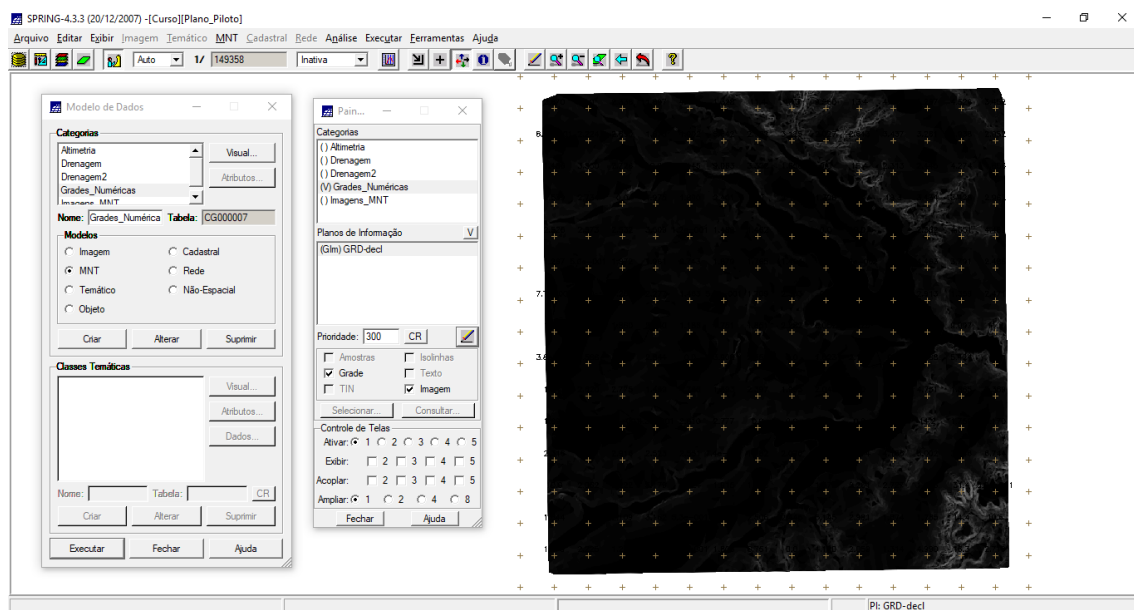 SPRING-4.3.3 (20/12/2007) -[Curso][Plano_Piloto]
Arquivo Editar Exibir Imagem Temático MNT Cadastral Rede Análise Executar Ferramentas Ajuda
Auto 1/ 149358 Inativa
Modelo de Dados
Categorias
Altimetria
Drenagem
Drenagem2
Grades_Numéricas
Imagens_MNT
Visual...
Atributos...
Nome: Grades_Numérica Tabela: CG000007
Modelos
Imagem Cadastral
MNT Rede
Temático Não-Espacial
Objeto
Criar Alterar Suprimir
Classes Temáticas
Visual...
Atributos...
Dados...
Nome: Tabela: CR
Criar Alterar Suprimir
Executar Fechar Ajuda
Pain...
Categorias
() Altimetria
() Drenagem
() Drenagem2
(V) Grades_Numéricas
() Imagens_MNT
Planos de Informação V
(GIm) GRD-decl
Prioridade: 300 CR
Amostras Isolinhas
Grade Texto
TIN Imagem
Selecionar... Consultar...
Controle de Telas
Ativar: 1 2 3 4 5
Exibir: 2 3 4 5
Acoplar: 2 3 4 5
Ampliar: 1 2 4 8
Fechar Ajuda
PI: GRD-decl